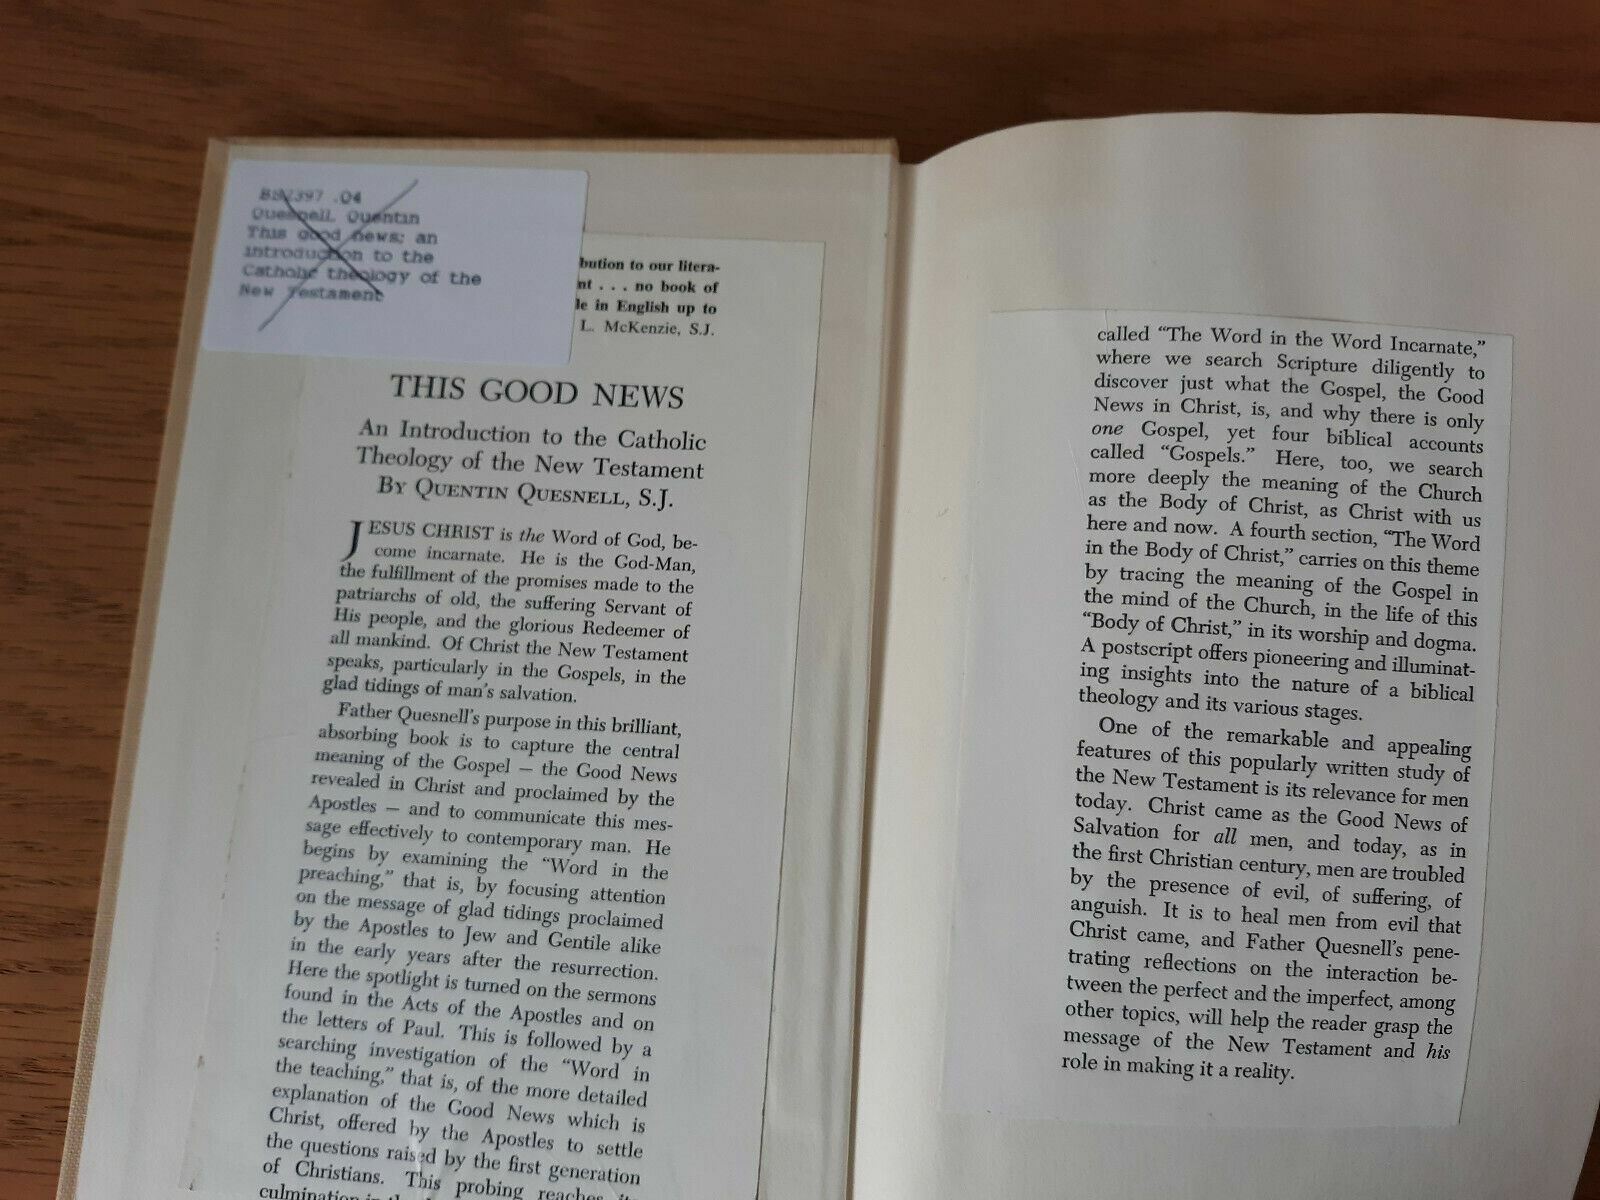 BS2397 .04
Quesnell, Quentin
This good news; an
introduction to the
Catholic theology of the
New Testament
bution to our litera-
nt . . . no book of
le in English up to
L. McKenzie, S.J.
THIS GOOD NEWS
An Introduction to the Catholic
Theology of the New Testament
By Quentin Quesnell, S.J.
JESUS CHRIST is the Word of God, be-
come incarnate. He is the God-Man,
the fulfillment of the promises made to the
patriarchs of old, the suffering Servant of
His people, and the glorious Redeemer of
all mankind. Of Christ the New Testament
speaks, particularly in the Gospels, in the
glad tidings of man's salvation.
Father Quesnell's purpose in this brilliant,
absorbing book is to capture the central
meaning of the Gospel — the Good News
revealed in Christ and proclaimed by the
Apostles — and to communicate this mes-
sage effectively to contemporary man. He
begins by examining the "Word in the
preaching," that is, by focusing attention
on the message of glad tidings proclaimed
by the Apostles to Jew and Gentile alike
in the early years after the resurrection.
Here the spotlight is turned on the sermons
found in the Acts of the Apostles and on
the letters of Paul. This is followed by a
searching investigation of the "Word in
the teaching," that is, of the more detailed
explanation of the Good News which is
Christ, offered by the Apostles to settle
the questions raised by the first generation
of Christians. This probing reaches its
culmination in the
called "The Word in the Word Incarnate,"
where we search Scripture diligently to
discover just what the Gospel, the Good
News in Christ, is, and why there is only
one Gospel, yet four biblical accounts
called "Gospels." Here, too, we search
more deeply the meaning of the Church
as the Body of Christ, as Christ with us
here and now. A fourth section, "The Word
in the Body of Christ," carries on this theme
by tracing the meaning of the Gospel in
the mind of the Church, in the life of this
"Body of Christ," in its worship and dogma.
A postscript offers pioneering and illuminat-
ing insights into the nature of a biblical
theology and its various stages.
One of the remarkable and appealing
features of this popularly written study of
the New Testament is its relevance for men
today. Christ came as the Good News of
Salvation for all men, and today, as in
the first Christian century, men are troubled
by the presence of evil, of suffering, of
anguish. It is to heal men from evil that
Christ came, and Father Quesnell's pene-
trating reflections on the interaction be-
tween the perfect and the imperfect, among
other topics, will help the reader grasp the
message of the New Testament and his
role in making it a reality.